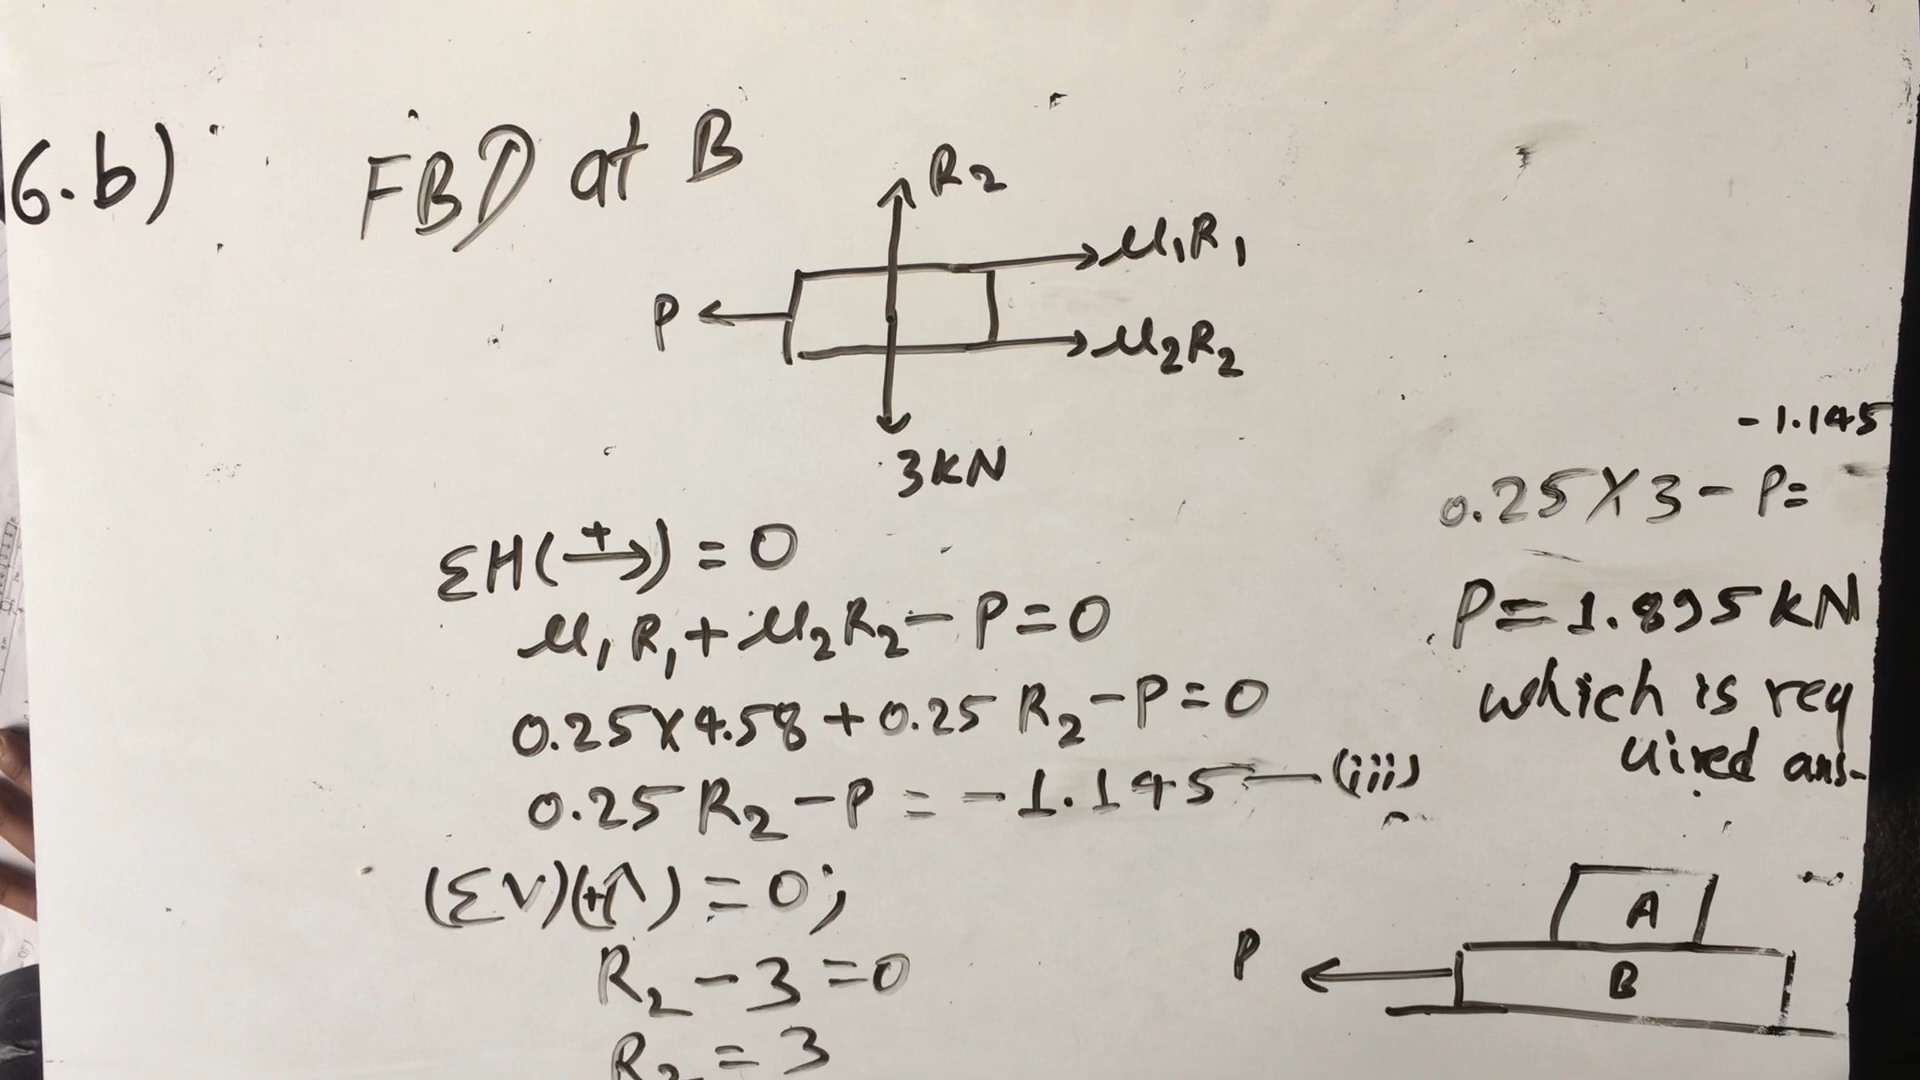 6.b)
FBD at B
R₂
μ₁R₁
P
μ₂R₂
3KN
ΣH(+→) = 0
μ₁R₁+μ₂R₂-P=0
0.25×4.58+0.25 R₂-P=0
0.25 R₂ -P = -1.145 — (iii)
(ΣV)(+↑) = 0;
R₂ - 3 =0
R₂ = 3
-1.145
0.25×3- P=
P=1.895 kN
which is req
uired ans-
A
P
B